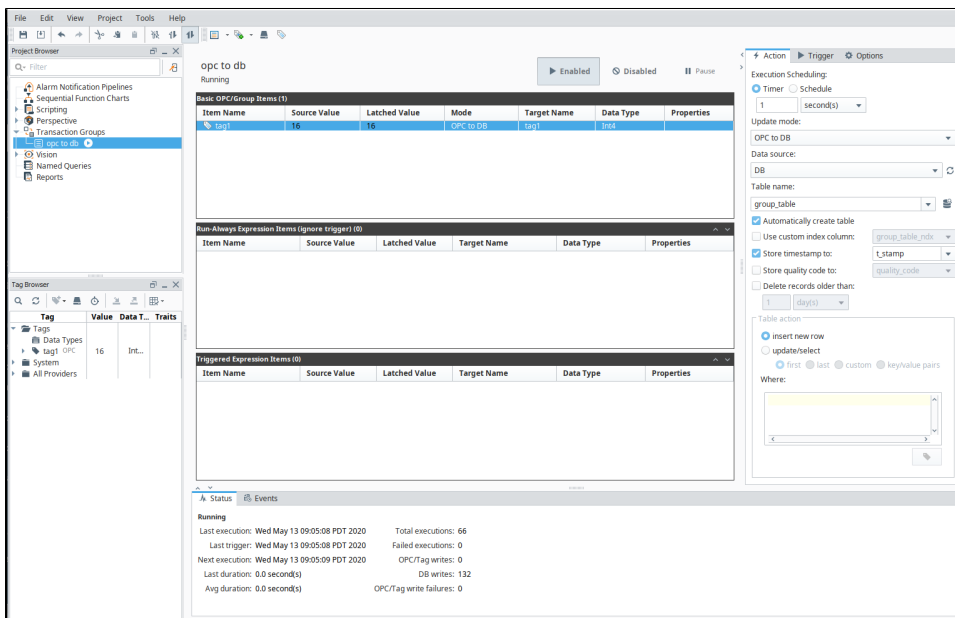 File Edit View Project Tools Help
Project Browser
Filter
Alarm Notification Pipelines
Sequential Function Charts
Scripting
Perspective
Transaction Groups
opc to db
Vision
Named Queries
Reports
Tag Browser
Tag Value Data T... Traits
Tags
Data Types
tag1 OPC 16 Int...
System
All Providers
opc to db
Running
Enabled Disabled Pause
Basic OPC/Group Items (1)
Item Name Source Value Latched Value Mode Target Name Data Type Properties
tag1 16 16 OPC to DB tag1 Int4
Run-Always Expression Items (ignore trigger) (0)
Item Name Source Value Latched Value Target Name Data Type Properties
Triggered Expression Items (0)
Item Name Source Value Latched Value Target Name Data Type Properties
Action Trigger Options
Execution Scheduling:
Timer Schedule
1 second(s)
Update mode:
OPC to DB
Data source:
DB
Table name:
group_table
Automatically create table
Use custom index column: group_table_ndx
Store timestamp to: t_stamp
Store quality code to: quality_code
Delete records older than:
1 day(s)
Table action
insert new row
update/select
first last custom key/value pairs
Where:
Status Events
Running
Last execution: Wed May 13 09:05:08 PDT 2020 Total executions: 66
Last trigger: Wed May 13 09:05:08 PDT 2020 Failed executions: 0
Next execution: Wed May 13 09:05:09 PDT 2020 OPC/Tag writes: 0
Last duration: 0.0 second(s) DB writes: 132
Avg duration: 0.0 second(s) OPC/Tag write failures: 0